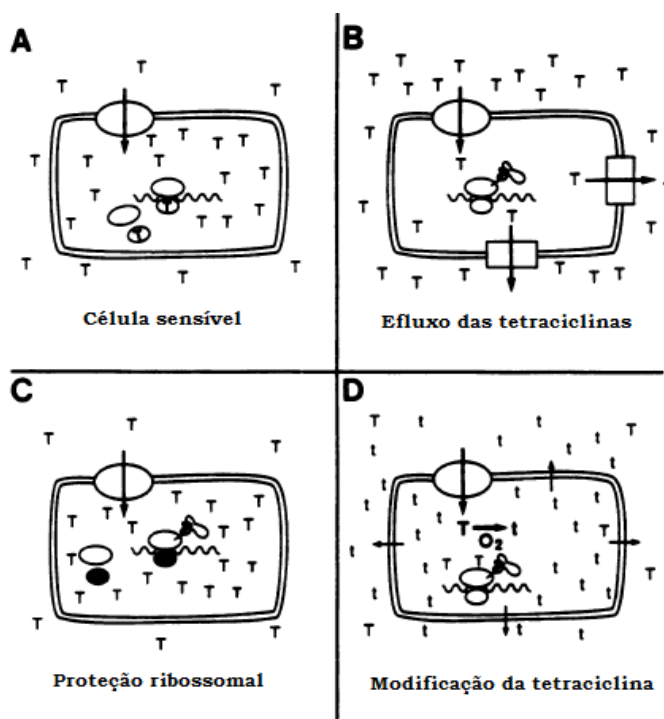 A
B
T
Célula sensível
Efluxo das tetraciclinas
C
D
T
t
T → t
O2
Proteção ribossomal
Modificação da tetraciclina